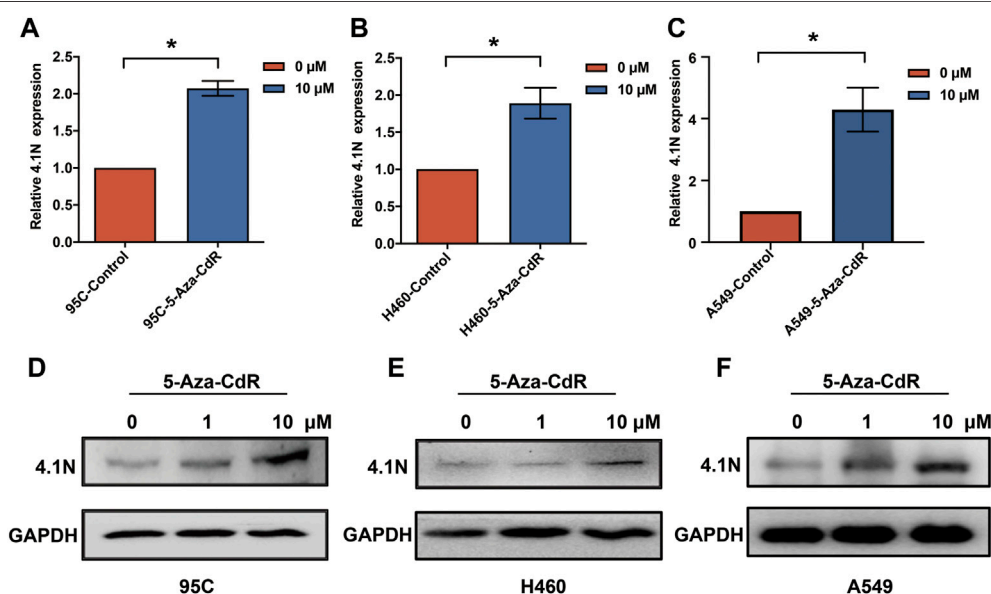 A
Relative 4.1N expression
2.5
2.0
1.5
1.0
0.5
0.0
*
0 µM
10 µM
95C-Control
95C-5-Aza-CdR
B
Relative 4.1N expression
2.5
2.0
1.5
1.0
0.5
0.0
*
0 µM
10 µM
H460-Control
H460-5-Aza-CdR
C
Relative 4.1N expression
6
4
2
0
*
0 µM
10 µM
A549-Control
A549-5-Aza-CdR
D
5-Aza-CdR
0 1 10 µM
4.1N
GAPDH
95C
E
5-Aza-CdR
0 1 10 µM
4.1N
GAPDH
H460
F
5-Aza-CdR
0 1 10 µM
4.1N
GAPDH
A549